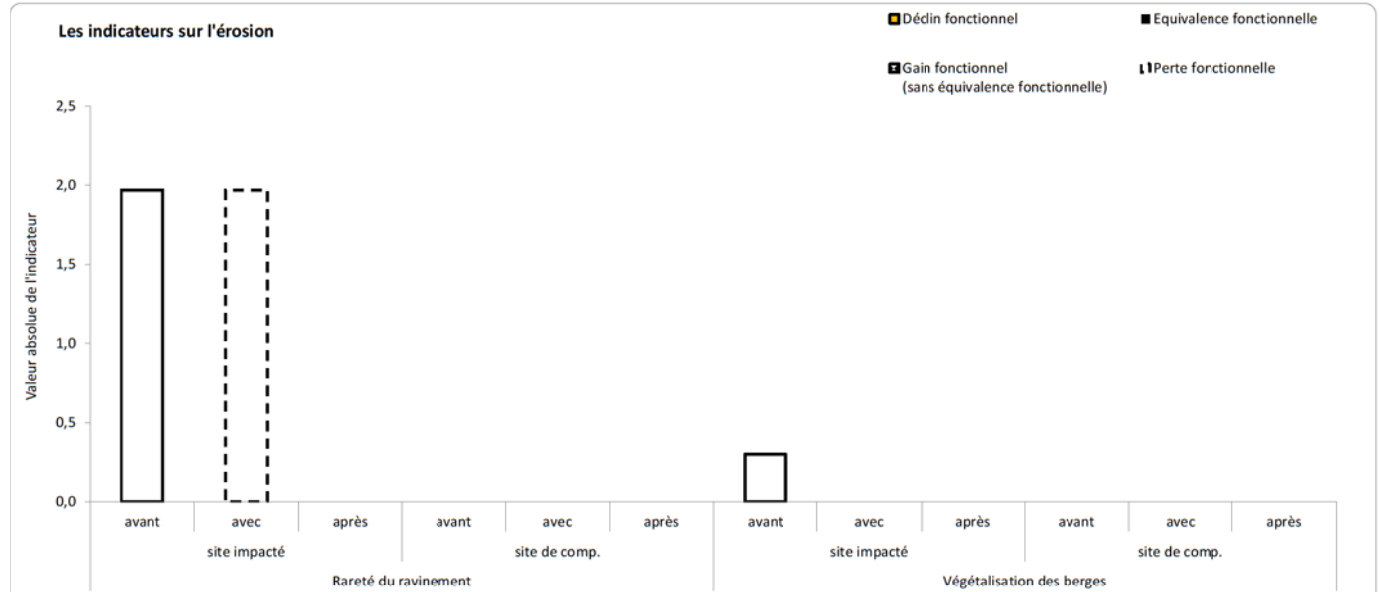 Les indicateurs sur l'érosion
Déclin fonctionnel
Equivalence fonctionnelle
Gain fonctionnel
(sans équivalence fonctionnelle)
Perte fonctionnelle
Valeur absolue de l'indicateur
2,5
2,0
1,5
1,0
0,5
0,0
avant avec après avant avec après avant avec après avant avec après
site impacté site de comp. site impacté site de comp.
Rareté du ravinement Végétalisation des berges